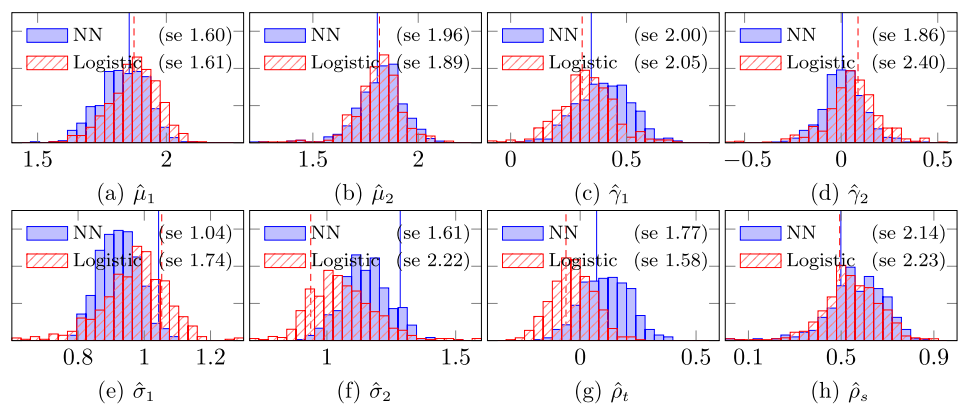 NN (se 1.60) NN (se 1.96) NN (se 2.00) NN (se 1.86)
Logistic (se 1.61) Logistic (se 1.89) Logistic (se 2.05) Logistic (se 2.40)
1.5 2 1.5 2 0 0.5 −0.5 0 0.5
(a) μ̂₁ (b) μ̂₂ (c) γ̂₁ (d) γ̂₂
NN (se 1.04) NN (se 1.61) NN (se 1.77) NN (se 2.14)
Logistic (se 1.74) Logistic (se 2.22) Logistic (se 1.58) Logistic (se 2.23)
0.8 1 1.2 1 1.5 0 0.5 0.1 0.5 0.9
(e) σ̂₁ (f) σ̂₂ (g) ρ̂ₜ (h) ρ̂ₛ